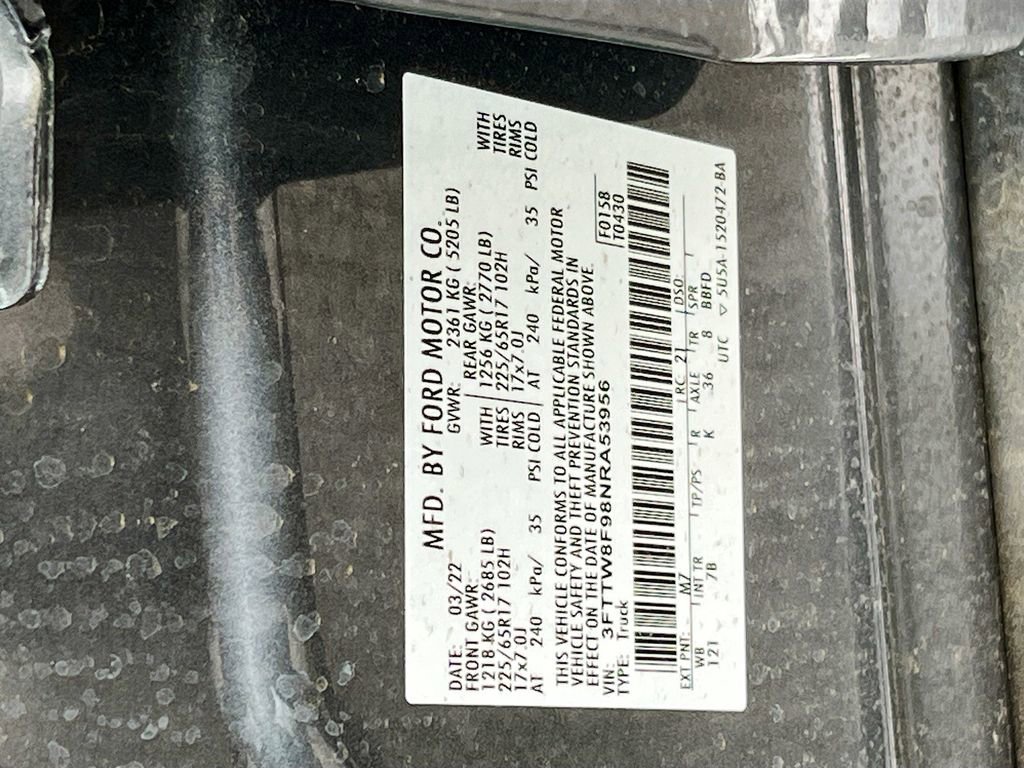 MFD. BY FORD MOTOR CO.
DATE: 03/22 GVWR: 2361 KG ( 5205 LB)
FRONT GAWR: REAR GAWR:
1218 KG ( 2685 LB) WITH 1256 KG ( 2770 LB) WITH
225/65R17 102H TIRES 225/65R17 102H TIRES
17x7.0J RIMS 17x7.0J RIMS
AT 240 kPa/ 35 PSI COLD AT 240 kPa/ 35 PSI COLD
THIS VEHICLE CONFORMS TO ALL APPLICABLE FEDERAL MOTOR
VEHICLE SAFETY AND THEFT PREVENTION STANDARDS IN
EFFECT ON THE DATE OF MANUFACTURE SHOWN ABOVE.
VIN: 3FTTW8F98NRA53956 F0158
TYPE: Truck T0430
EXT PNT: M7 RC: 21 DSO:
WB INT TR TP/PS R AXLE TR SPR
121 7B K 36 8 BBFD
UTC ▽ 5U5A-1520472-BA